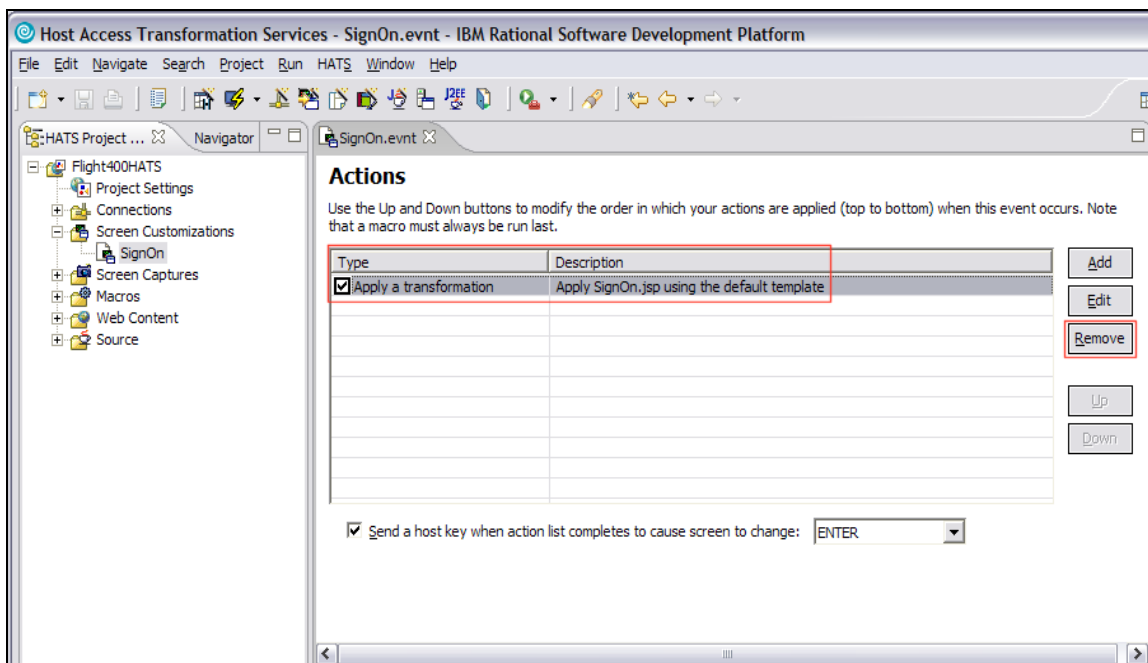 Host Access Transformation Services - SignOn.evnt - IBM Rational Software Development Platform
File Edit Navigate Search Project Run HATS Window Help
HATS Project ... Navigator
SignOn.evnt
Flight400HATS
Project Settings
Connections
Screen Customizations
SignOn
Screen Captures
Macros
Web Content
Source
Actions
Use the Up and Down buttons to modify the order in which your actions are applied (top to bottom) when this event occurs. Note
that a macro must always be run last.
Type Description
Apply a transformation Apply SignOn.jsp using the default template
Add
Edit
Remove
Up
Down
Send a host key when action list completes to cause screen to change: ENTER